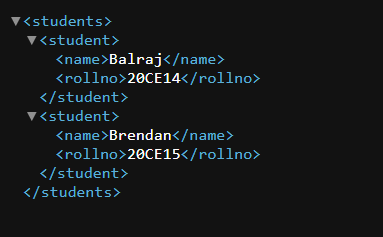 <students>
<student>
<name>Balraj</name>
<rollno>20CE14</rollno>
</student>
<student>
<name>Brendan</name>
<rollno>20CE15</rollno>
</student>
</students>